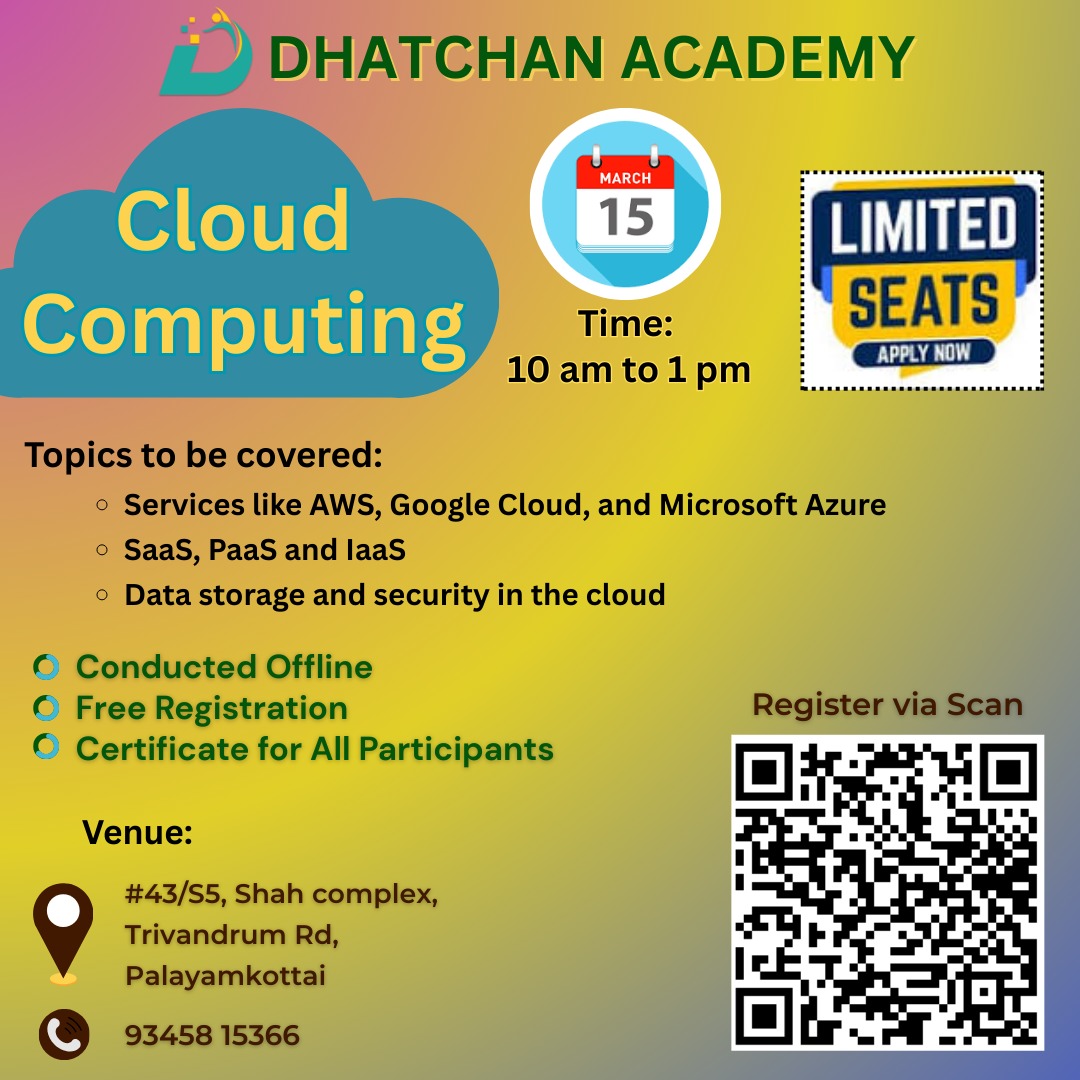 DHATCHAN ACADEMY
Cloud
Computing
MARCH
15
Time:
10 am to 1 pm
LIMITED
SEATS
APPLY NOW
Topics to be covered:
Services like AWS, Google Cloud, and Microsoft Azure
SaaS, PaaS and IaaS
Data storage and security in the cloud
Conducted Offline
Free Registration
Certificate for All Participants
Register via Scan
Venue:
#43/S5, Shah complex,
Trivandrum Rd,
Palayamkottai
93458 15366